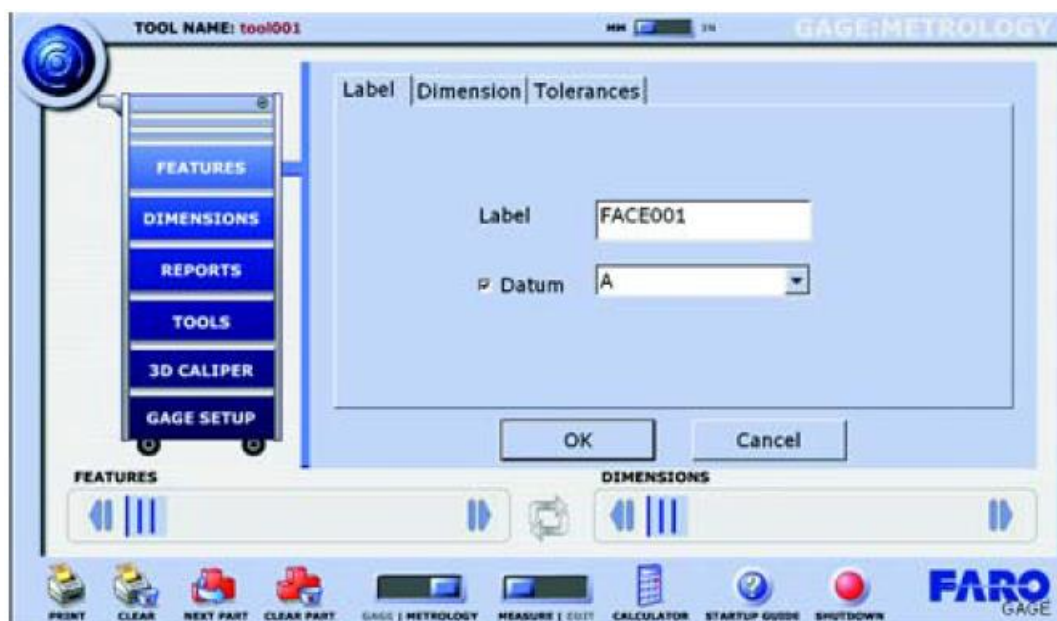 TOOL NAME: tool001
MM IN
GAGE:METROLOGY
Label Dimension Tolerances
FEATURES
DIMENSIONS
REPORTS
TOOLS
3D CALIPER
GAGE SETUP
Label FACE001
Datum A
OK Cancel
FEATURES DIMENSIONS
PRINT CLEAR NEXT PART CLEAR PART GAGE | METROLOGY MEASURE | EDIT CALCULATOR STARTUP GUIDE SHUTDOWN
FARO
GAGE